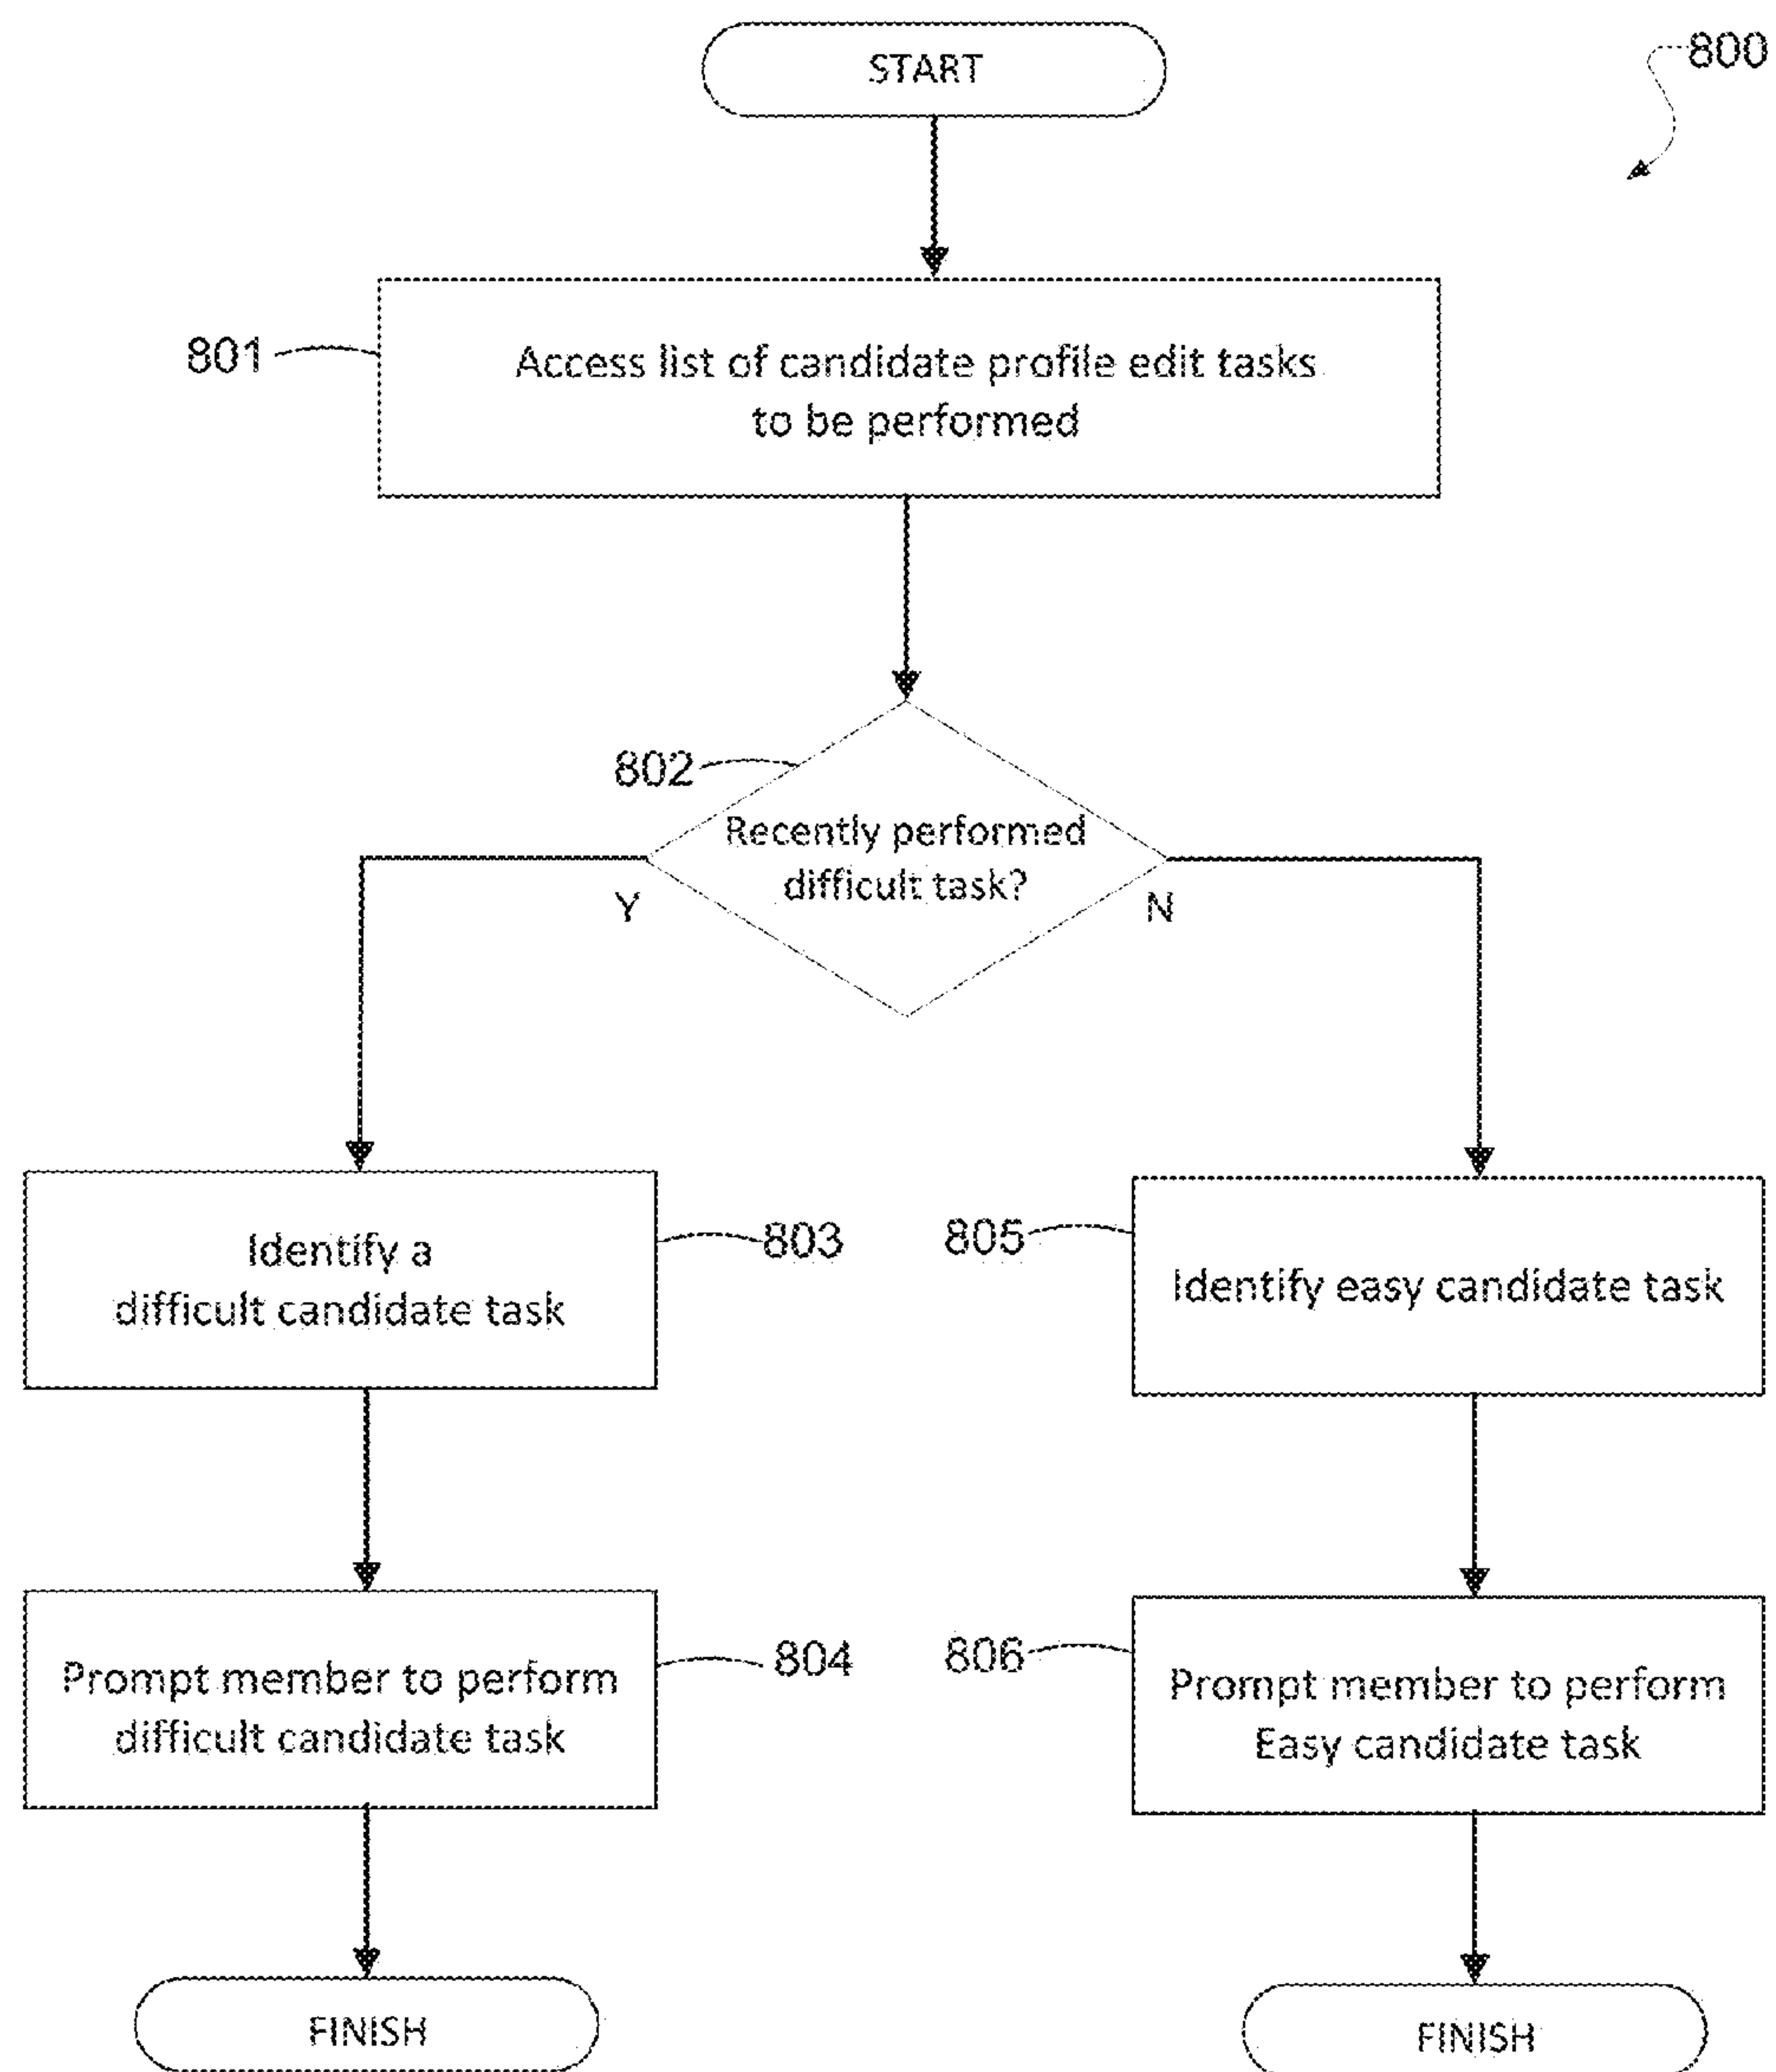 START
800
801
Access list of candidate profile edit tasks
to be performed
802
Recently performed
difficult task?
Y
N
Identify a
difficult candidate task
803
805
Identify easy candidate task
Prompt member to perform
difficult candidate task
804
806
Prompt member to perform
Easy candidate task
FINISH
FINISH